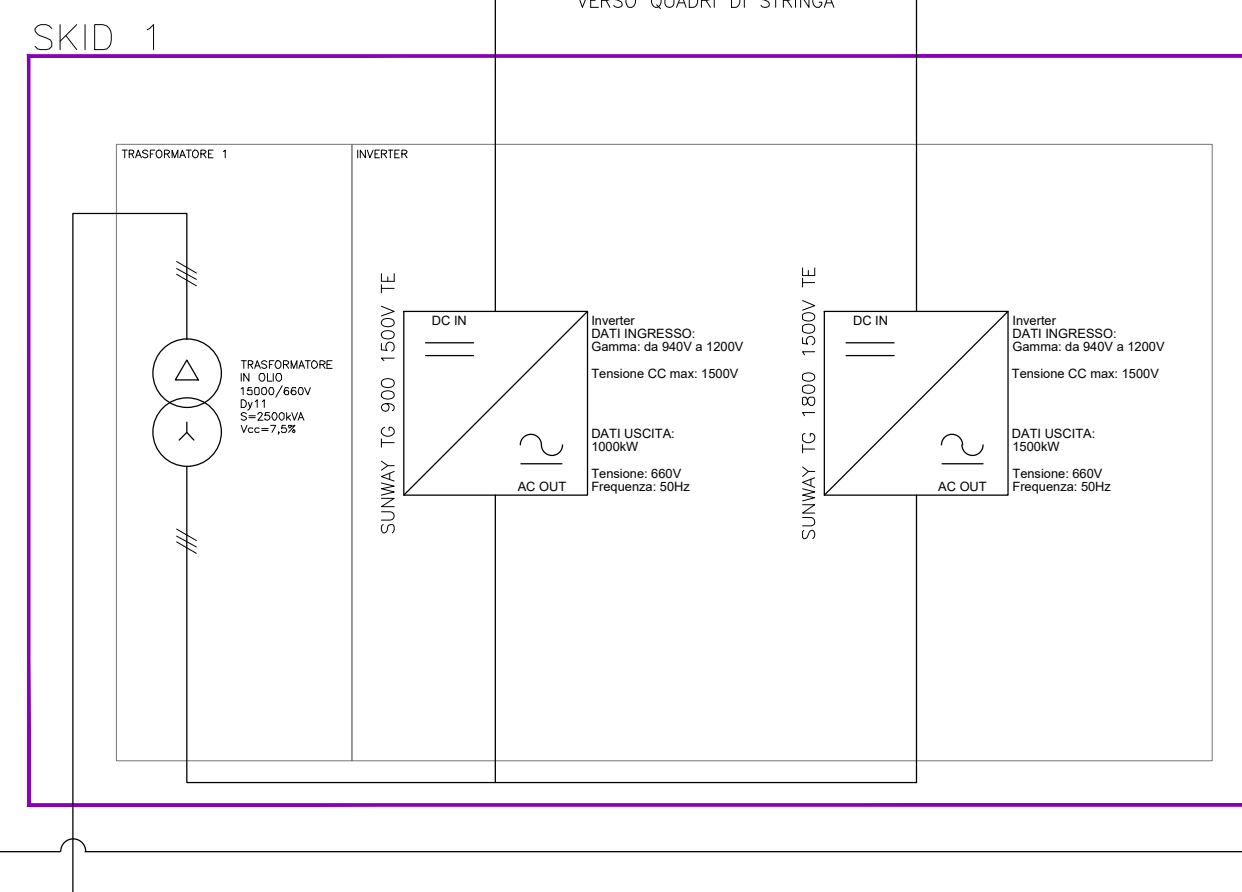 VERSO QUADRI DI STRINGA
SKID 1
TRASFORMATORE 1
INVERTER
TRASFORMATORE
IN OLIO
15000/660V
Dy11
S=2500kVA
Vcc=7,5%
SUNWAY TG 900 1500V TE
DC IN
AC OUT
Inverter
DATI INGRESSO:
Gamma: da 940V a 1200V
Tensione CC max: 1500V
DATI USCITA:
1000kW
Tensione: 660V
Frequenza: 50Hz
SUNWAY TG 1800 1500V TE
DC IN
AC OUT
Inverter
DATI INGRESSO:
Gamma: da 940V a 1200V
Tensione CC max: 1500V
DATI USCITA:
1500kW
Tensione: 660V
Frequenza: 50Hz